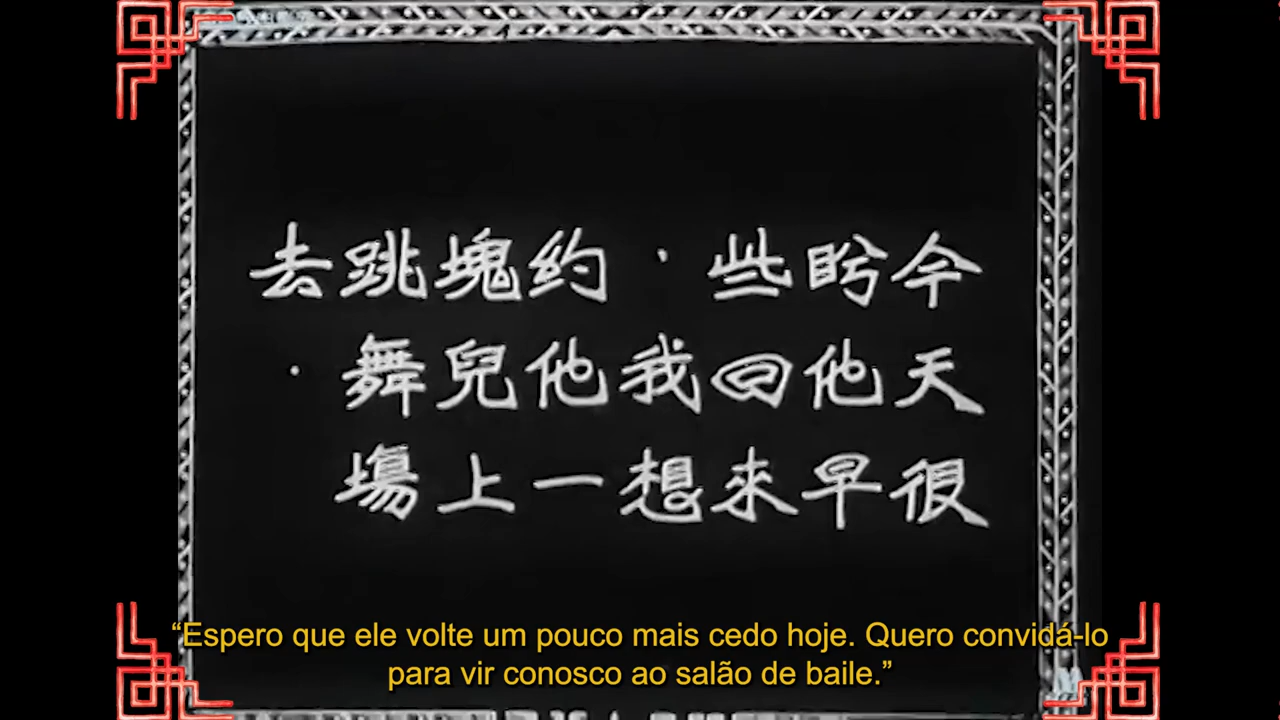 今天很
盼他早
些回來
·我想
約他一
塊兒上
跳舞塲
去·
“Espero que ele volte um pouco mais cedo hoje. Quero convidá-lo
para vir conosco ao salão de baile.”